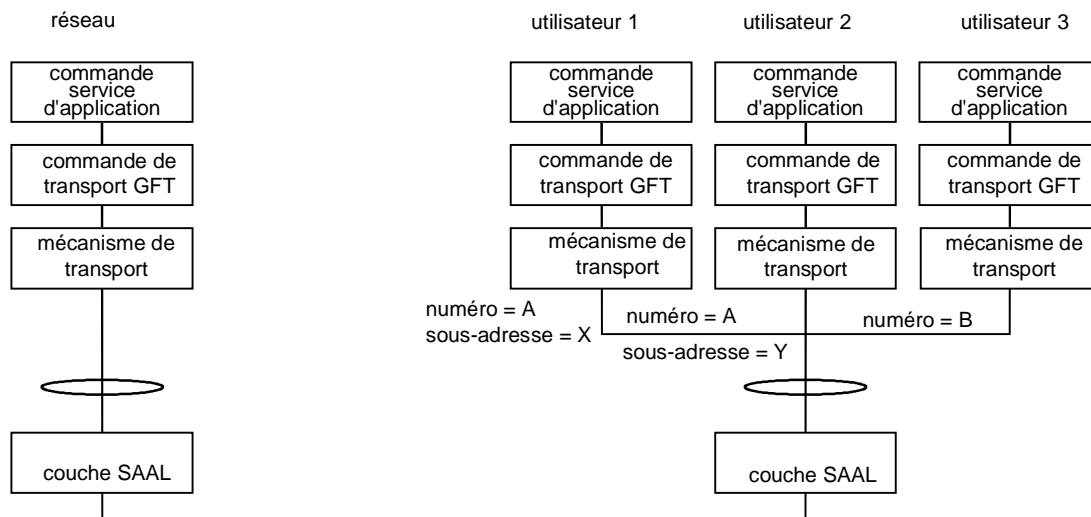 réseau
utilisateur 1
utilisateur 2
utilisateur 3
commande
service
d'application
commande
service
d'application
commande
service
d'application
commande
service
d'application
commande de
transport GFT
commande de
transport GFT
commande de
transport GFT
commande de
transport GFT
mécanisme de
transport
mécanisme de
transport
mécanisme de
transport
mécanisme de
transport
numéro = A
sous-adresse = X
numéro = A
sous-adresse = Y
numéro = B
couche SAAL
couche SAAL